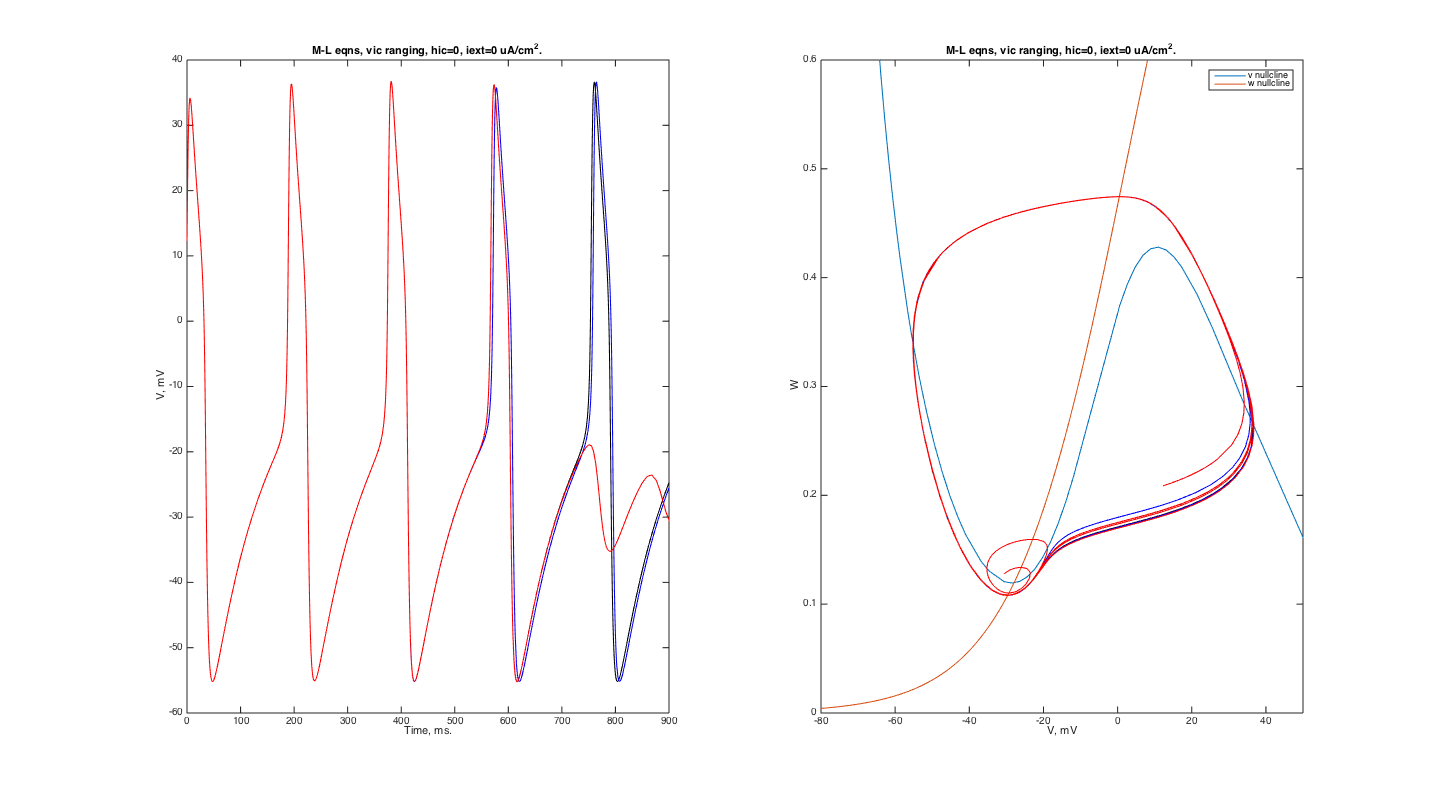 M-L eqns, vic ranging, hic=0, iext=0 uA/cm².
40
30
20
10
0
-10
-20
-30
-40
-50
-60
V, mV
0 100 200 300 400 500 600 700 800 900
Time, ms.
M-L eqns, vic ranging, hic=0, iext=0 uA/cm².
v nullcline
w nullcline
0.6
0.5
0.4
0.3
0.2
0.1
0
W
-80 -60 -40 -20 0 20 40
V, mV